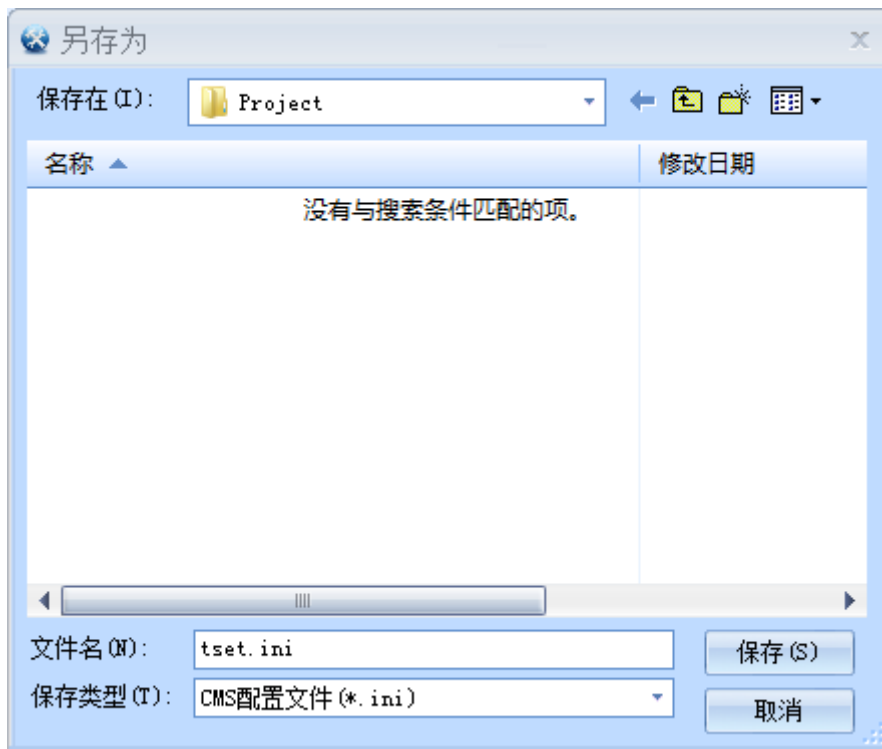 另存为
保存在(I):
Project
名称
修改日期
没有与搜索条件匹配的项。
文件名(N):
tset.ini
保存(S)
保存类型(T):
CMS配置文件(*.ini)
取消